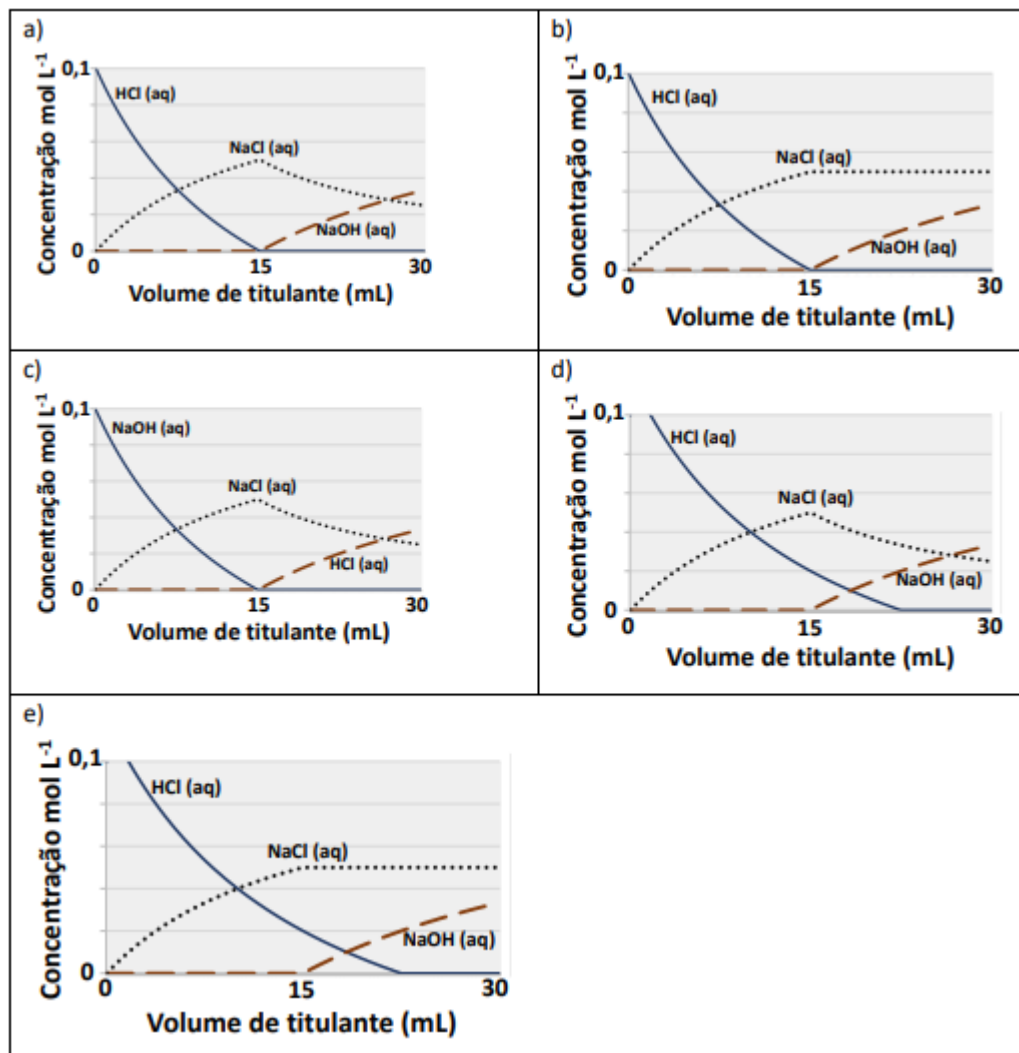 a)
Concentração mol L⁻¹
0,1
HCl (aq)
NaCl (aq)
NaOH (aq)
0
0 15 30
Volume de titulante (mL)
b)
Concentração mol L⁻¹
0,1
HCl (aq)
NaCl (aq)
NaOH (aq)
0
0 15 30
Volume de titulante (mL)
c)
Concentração mol L⁻¹
0,1
NaOH (aq)
NaCl (aq)
HCl (aq)
0
0 15 30
Volume de titulante (mL)
d)
Concentração mol L⁻¹
0,1
HCl (aq)
NaCl (aq)
NaOH (aq)
0
0 15 30
Volume de titulante (mL)
e)
Concentração mol L⁻¹
0,1
HCl (aq)
NaCl (aq)
NaOH (aq)
0
0 15 30
Volume de titulante (mL)